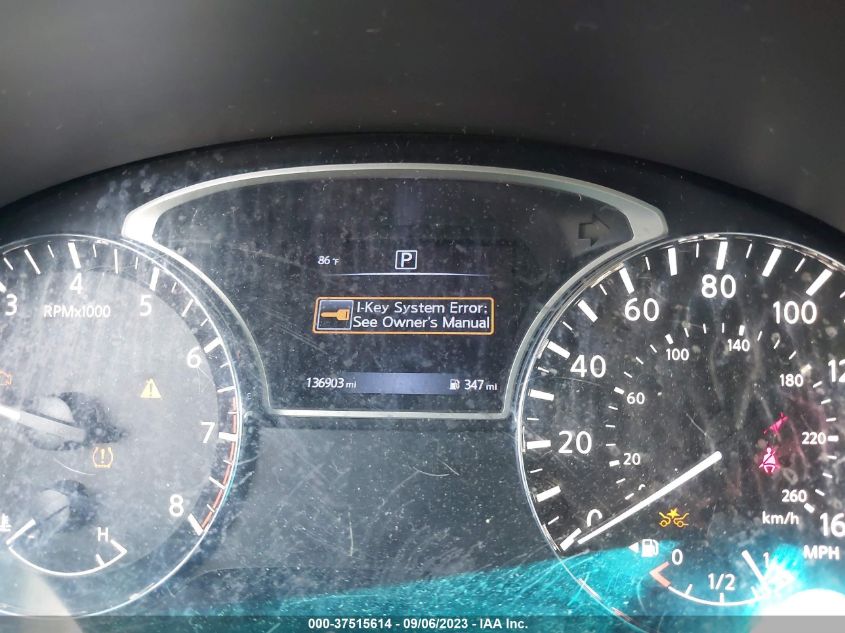 86°F
P
I-Key System Error:
See Owner's Manual
136903 mi
347 mi
3
4
5
6
7
8
RPMx1000
H
0
20
40
60
80
100
20
60
100
140
180
220
260
km/h
MPH
0
1/2
1
000-37515614 - 09/06/2023 - IAA Inc.